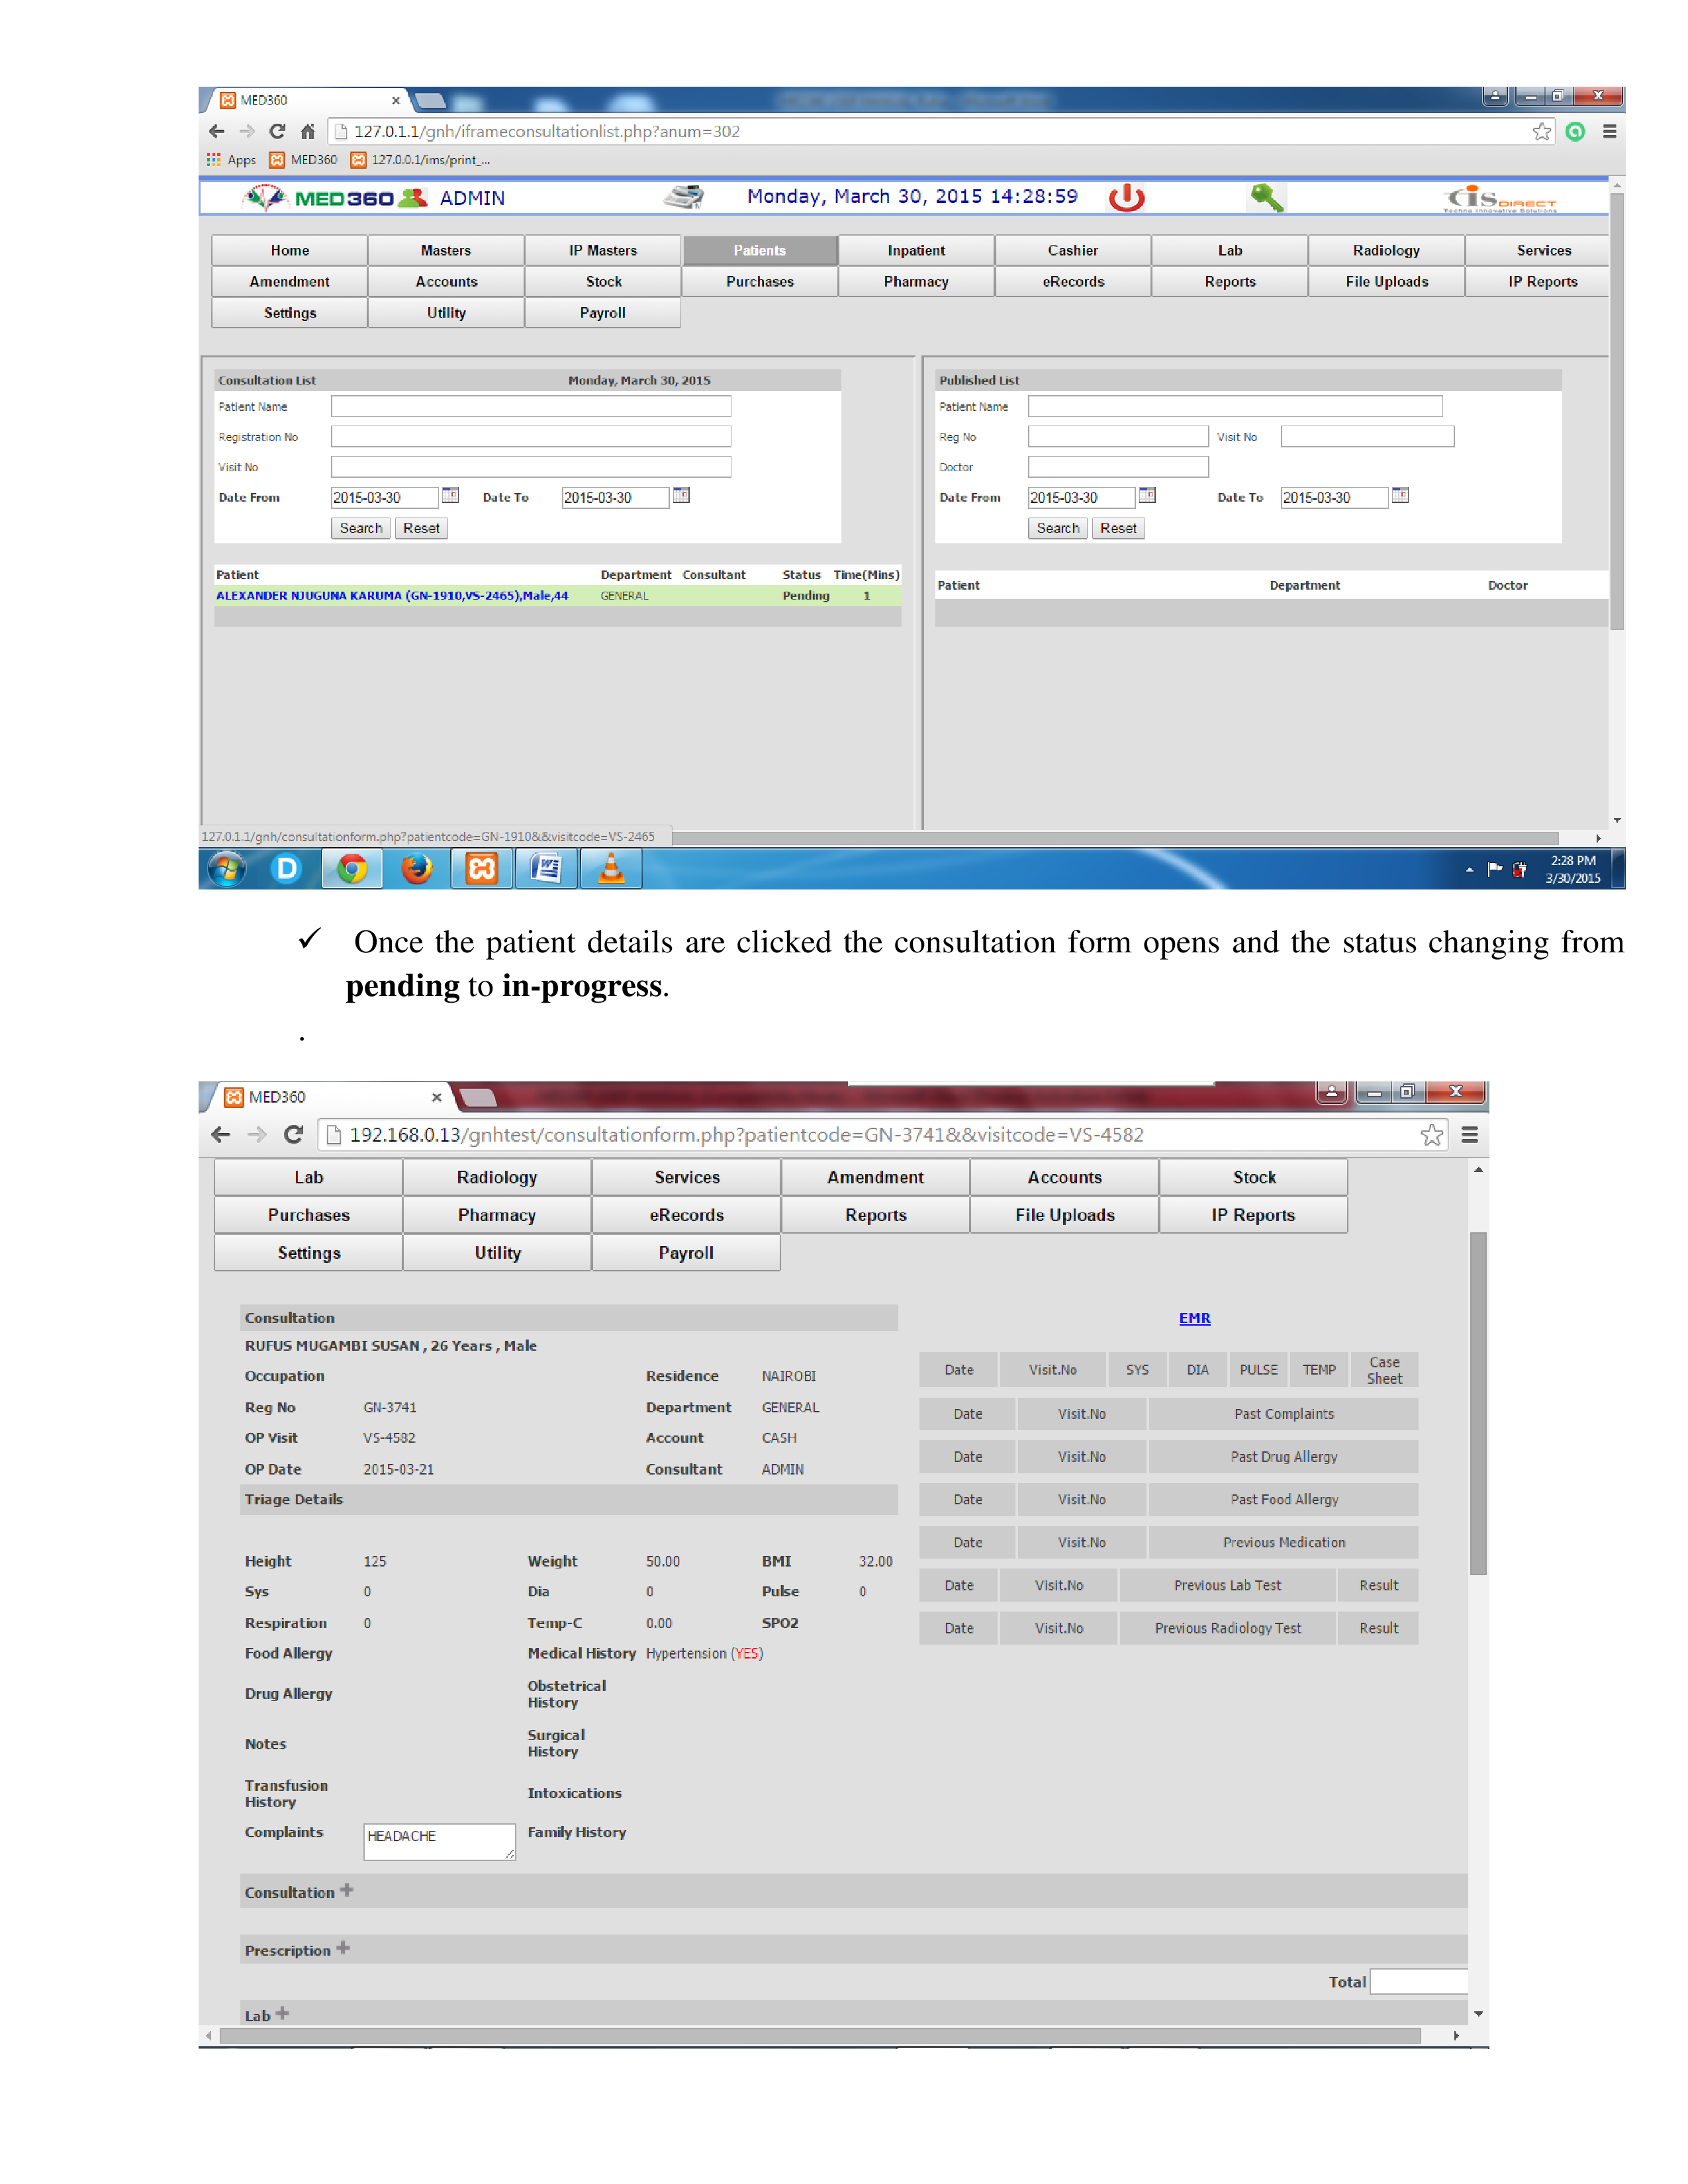 MED360
127.0.1.1/gnh/iframeconsultationlist.php?anum=302
Apps MED360 127.0.0.1/ims/print_...
MED360 ADMIN Monday, March 30, 2015 14:28:59 CIS DIRECT
Techno Innovative Solutions
Home Masters IP Masters Patients Inpatient Cashier Lab Radiology Services
Amendment Accounts Stock Purchases Pharmacy eRecords Reports File Uploads IP Reports
Settings Utility Payroll
Consultation List Monday, March 30, 2015
Patient Name
Registration No
Visit No
Date From 2015-03-30 Date To 2015-03-30
Search Reset
Patient Department Consultant Status Time(Mins)
ALEXANDER NJUGUNA KARUMA (GN-1910,VS-2465),Male,44 GENERAL Pending 1
Published List
Patient Name
Reg No Visit No
Doctor
Date From 2015-03-30 Date To 2015-03-30
Search Reset
Patient Department Doctor
127.0.1.1/gnh/consultationform.php?patientcode=GN-1910&&visitcode=VS-2465
2:28 PM
3/30/2015
✓ Once the patient details are clicked the consultation form opens and the status changing from
pending to in-progress.
.
MED360
192.168.0.13/gnhtest/consultationform.php?patientcode=GN-3741&&visitcode=VS-4582
Lab Radiology Services Amendment Accounts Stock
Purchases Pharmacy eRecords Reports File Uploads IP Reports
Settings Utility Payroll
Consultation
RUFUS MUGAMBI SUSAN , 26 Years , Male
Occupation Residence NAIROBI
Reg No GN-3741 Department GENERAL
OP Visit VS-4582 Account CASH
OP Date 2015-03-21 Consultant ADMIN
Triage Details
Height 125 Weight 50.00 BMI 32.00
Sys 0 Dia 0 Pulse 0
Respiration 0 Temp-C 0.00 SPO2
Food Allergy Medical History Hypertension (YES)
Drug Allergy Obstetrical
History
Notes Surgical
History
Transfusion
History Intoxications
Complaints HEADACHE Family History
EMR
Date Visit.No SYS DIA PULSE TEMP Case
Sheet
Date Visit.No Past Complaints
Date Visit.No Past Drug Allergy
Date Visit.No Past Food Allergy
Date Visit.No Previous Medication
Date Visit.No Previous Lab Test Result
Date Visit.No Previous Radiology Test Result
Consultation
Prescription
Total
Lab